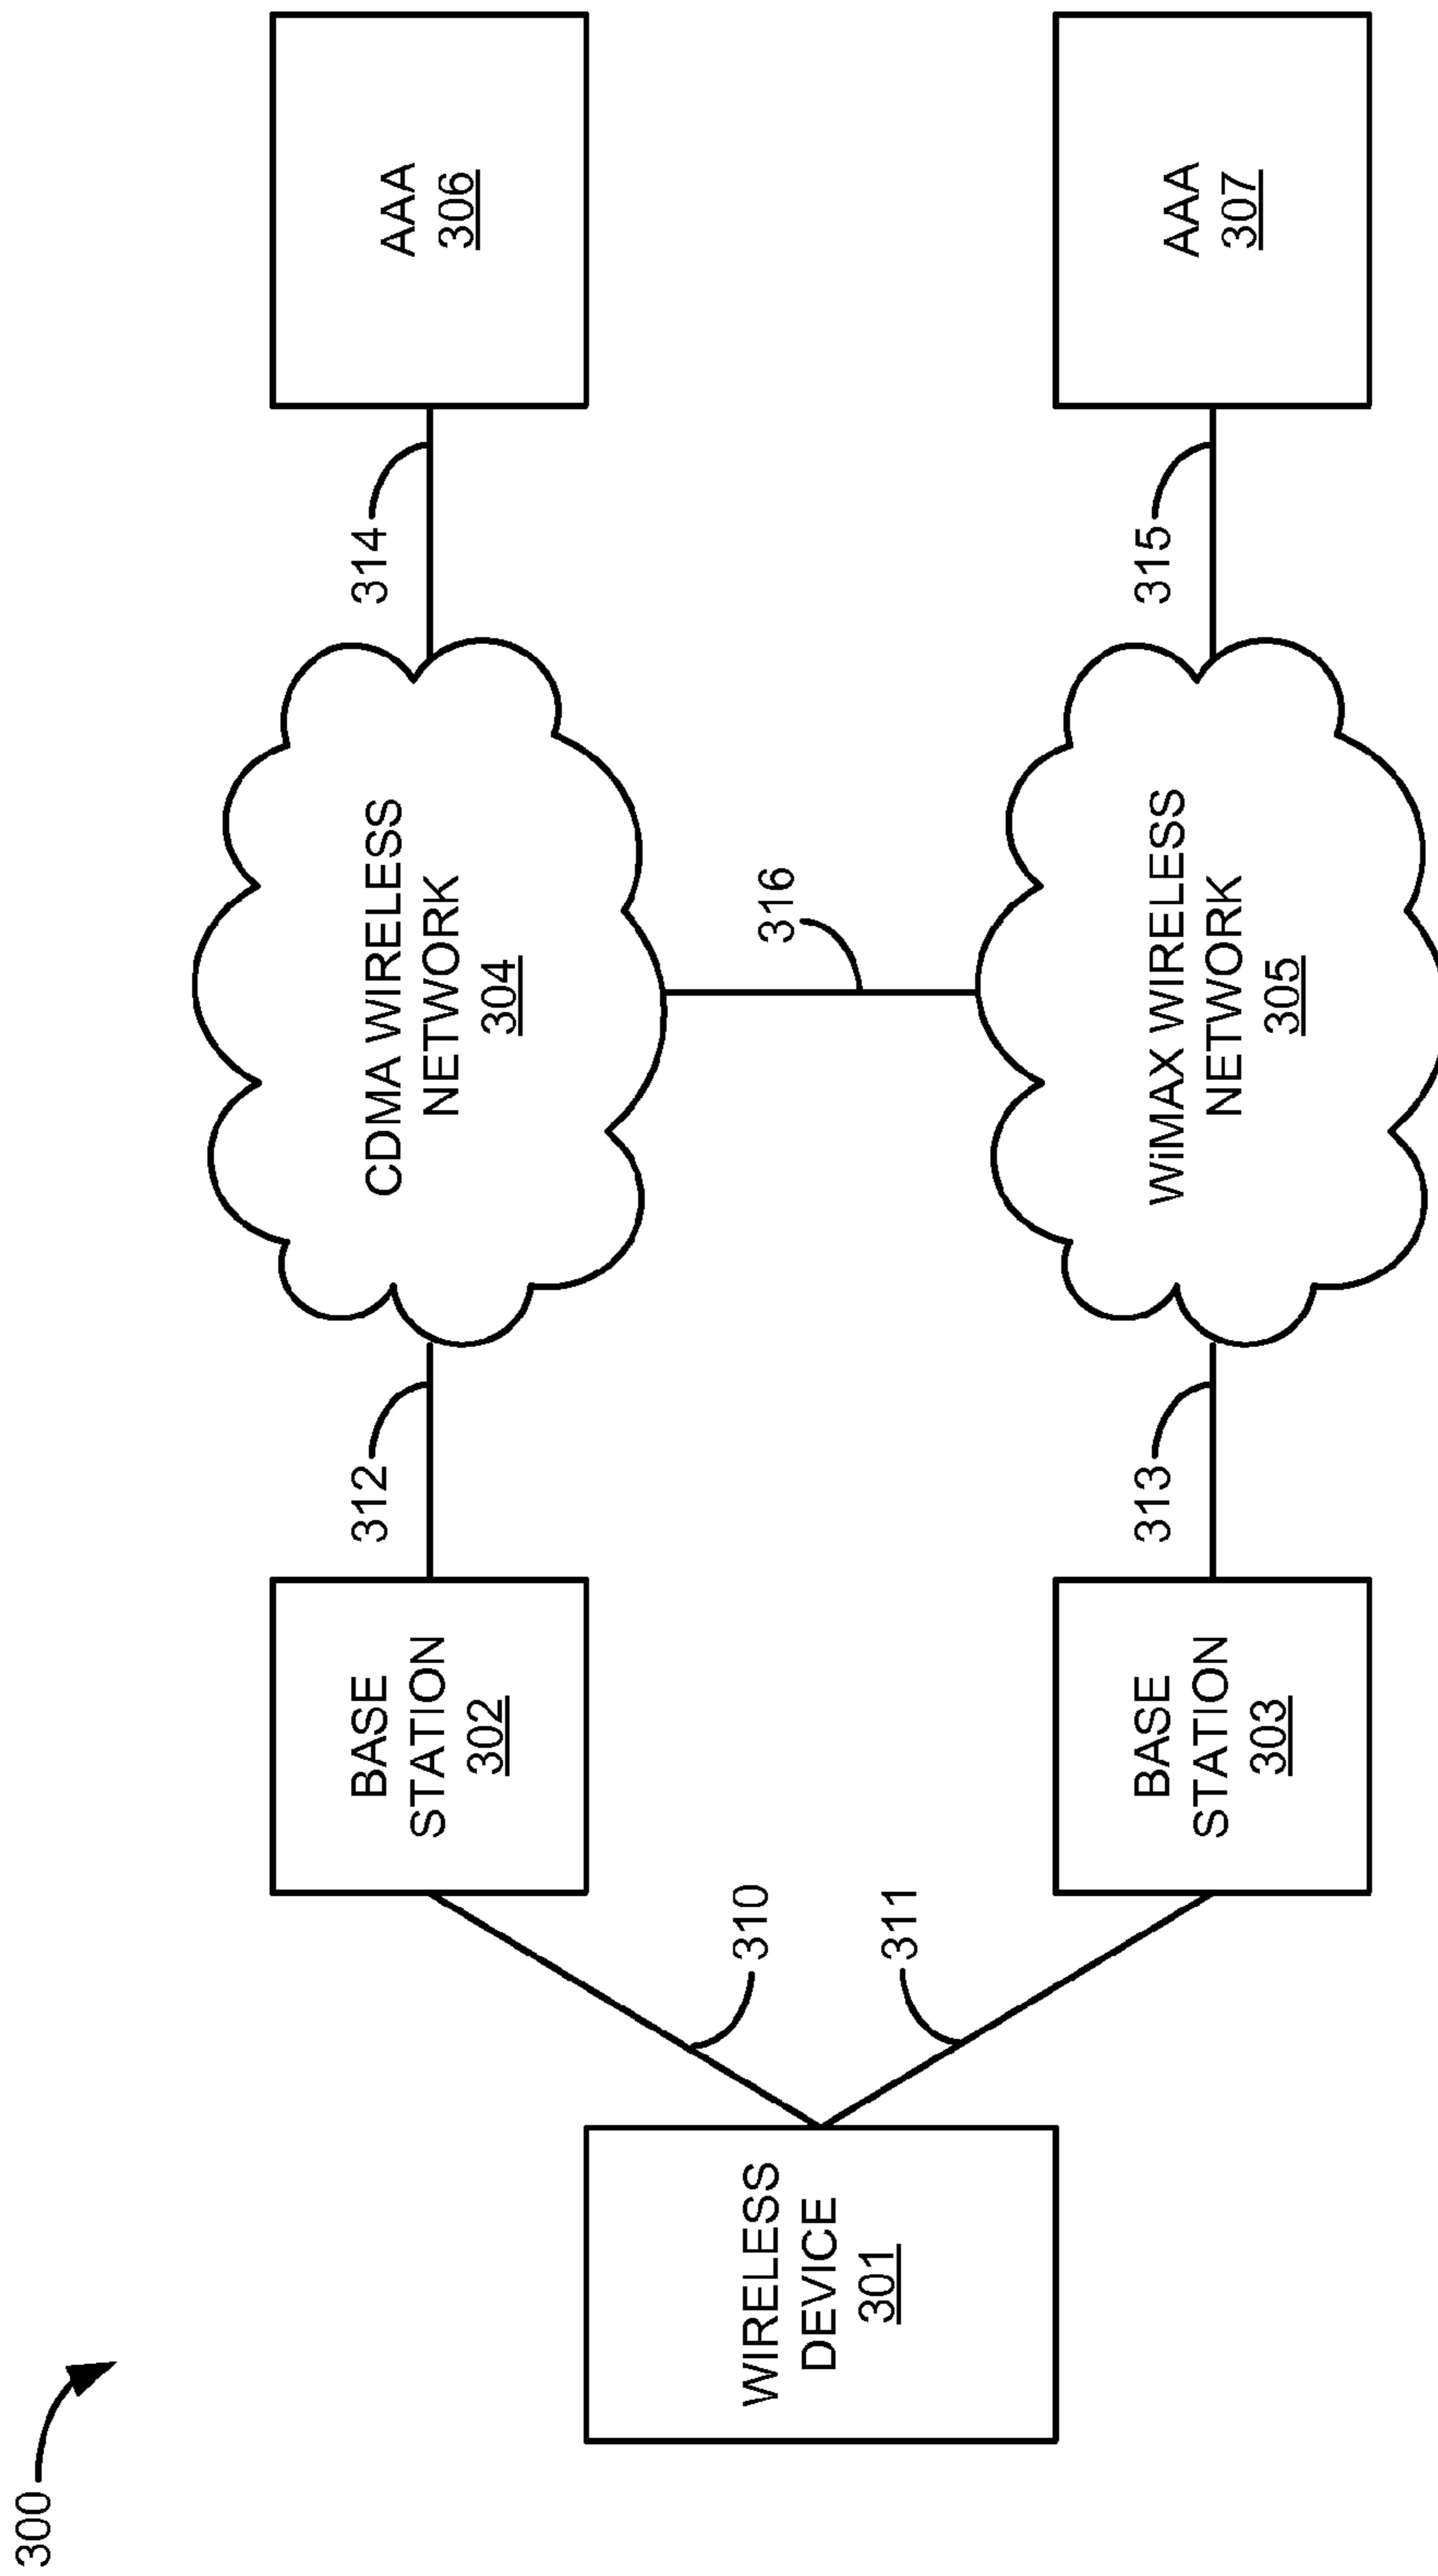 300
WIRELESS
DEVICE
301
310
311
BASE
STATION
302
312
CDMA WIRELESS
NETWORK
304
314
AAA
306
316
BASE
STATION
303
313
WiMAX WIRELESS
NETWORK
305
315
AAA
307